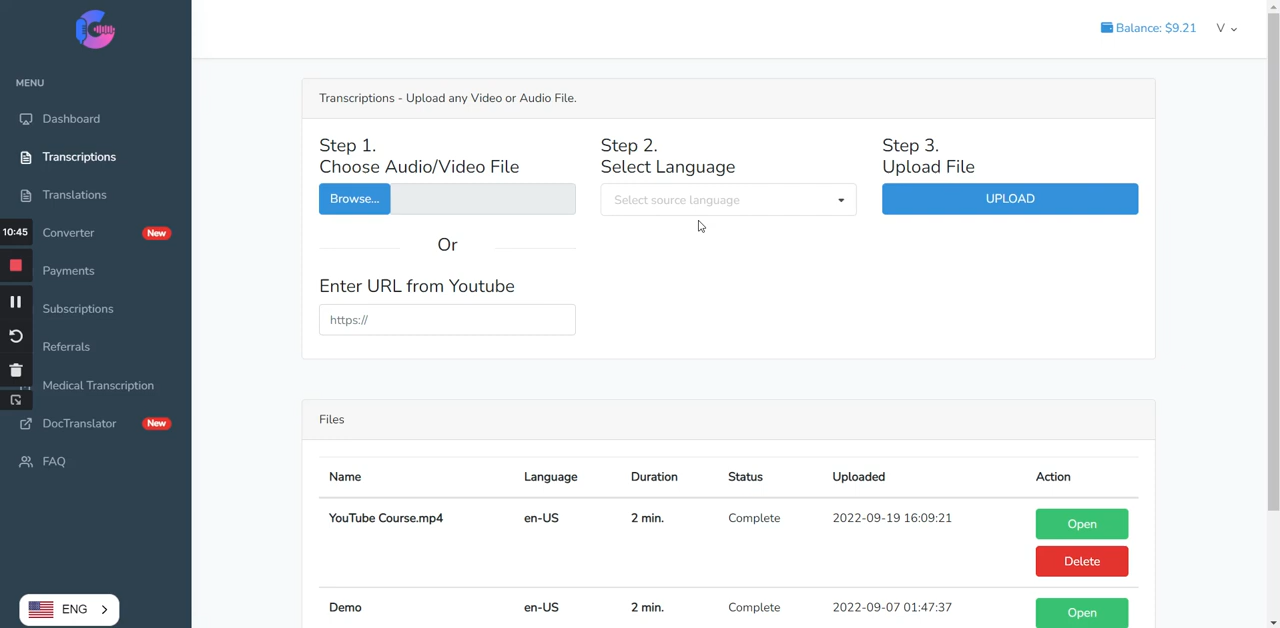 Balance: $9.21
V
MENU
Dashboard
Transcriptions
Translations
10:45
Converter
New
Payments
Subscriptions
Referrals
Medical Transcription
DocTranslator
New
FAQ
ENG
Transcriptions - Upload any Video or Audio File.
Step 1.
Choose Audio/Video File
Browse...
Or
Enter URL from Youtube
https://
Step 2.
Select Language
Select source language
Step 3.
Upload File
UPLOAD
Files
Name Language Duration Status Uploaded Action
YouTube Course.mp4 en-US 2 min. Complete 2022-09-19 16:09:21 Open
Delete
Demo en-US 2 min. Complete 2022-09-07 01:47:37 Open